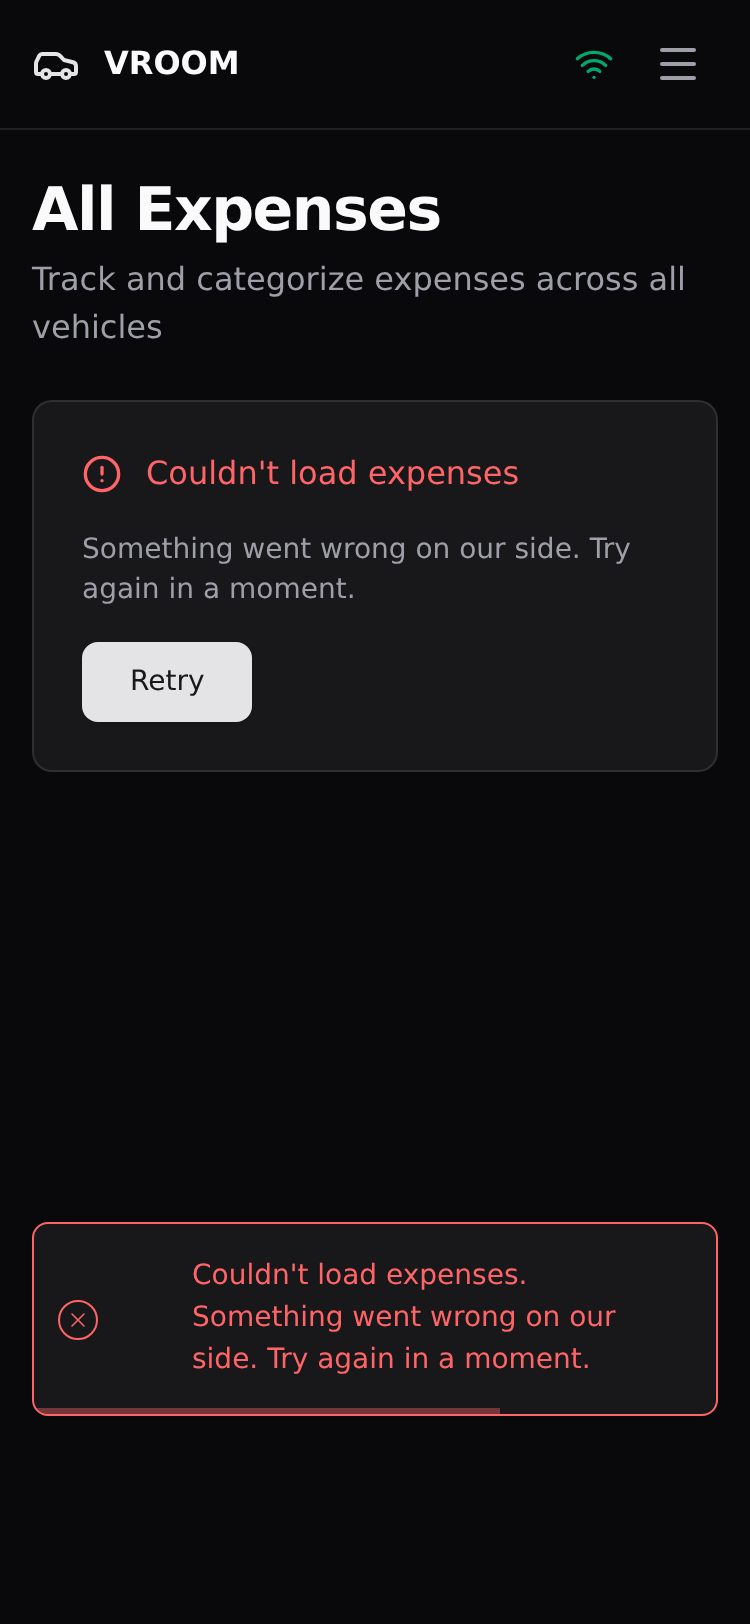 VROOM
All Expenses
Track and categorize expenses across all
vehicles
Couldn't load expenses
Something went wrong on our side. Try
again in a moment.
Retry
Couldn't load expenses.
Something went wrong on our
side. Try again in a moment.